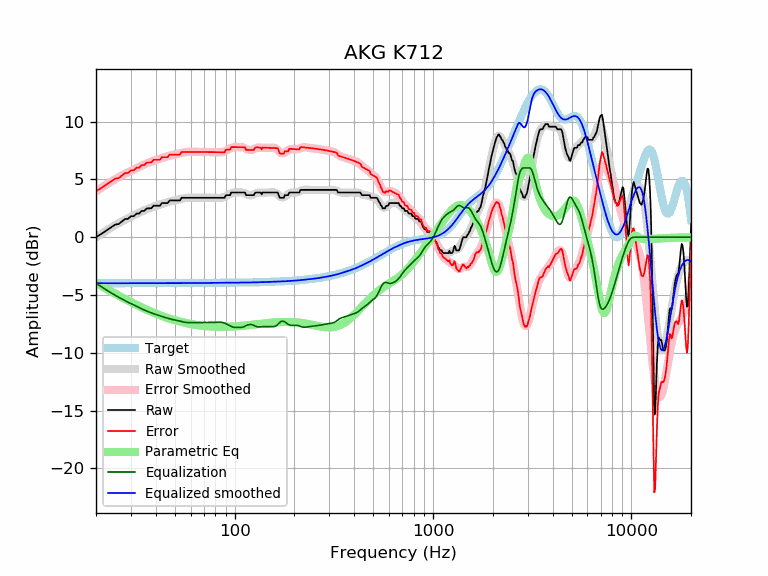 AKG K712
Amplitude (dBr)
10
5
0
−5
−10
−15
−20
Target
Raw Smoothed
Error Smoothed
Raw
Error
Parametric Eq
Equalization
Equalized smoothed
100
1000
10000
Frequency (Hz)